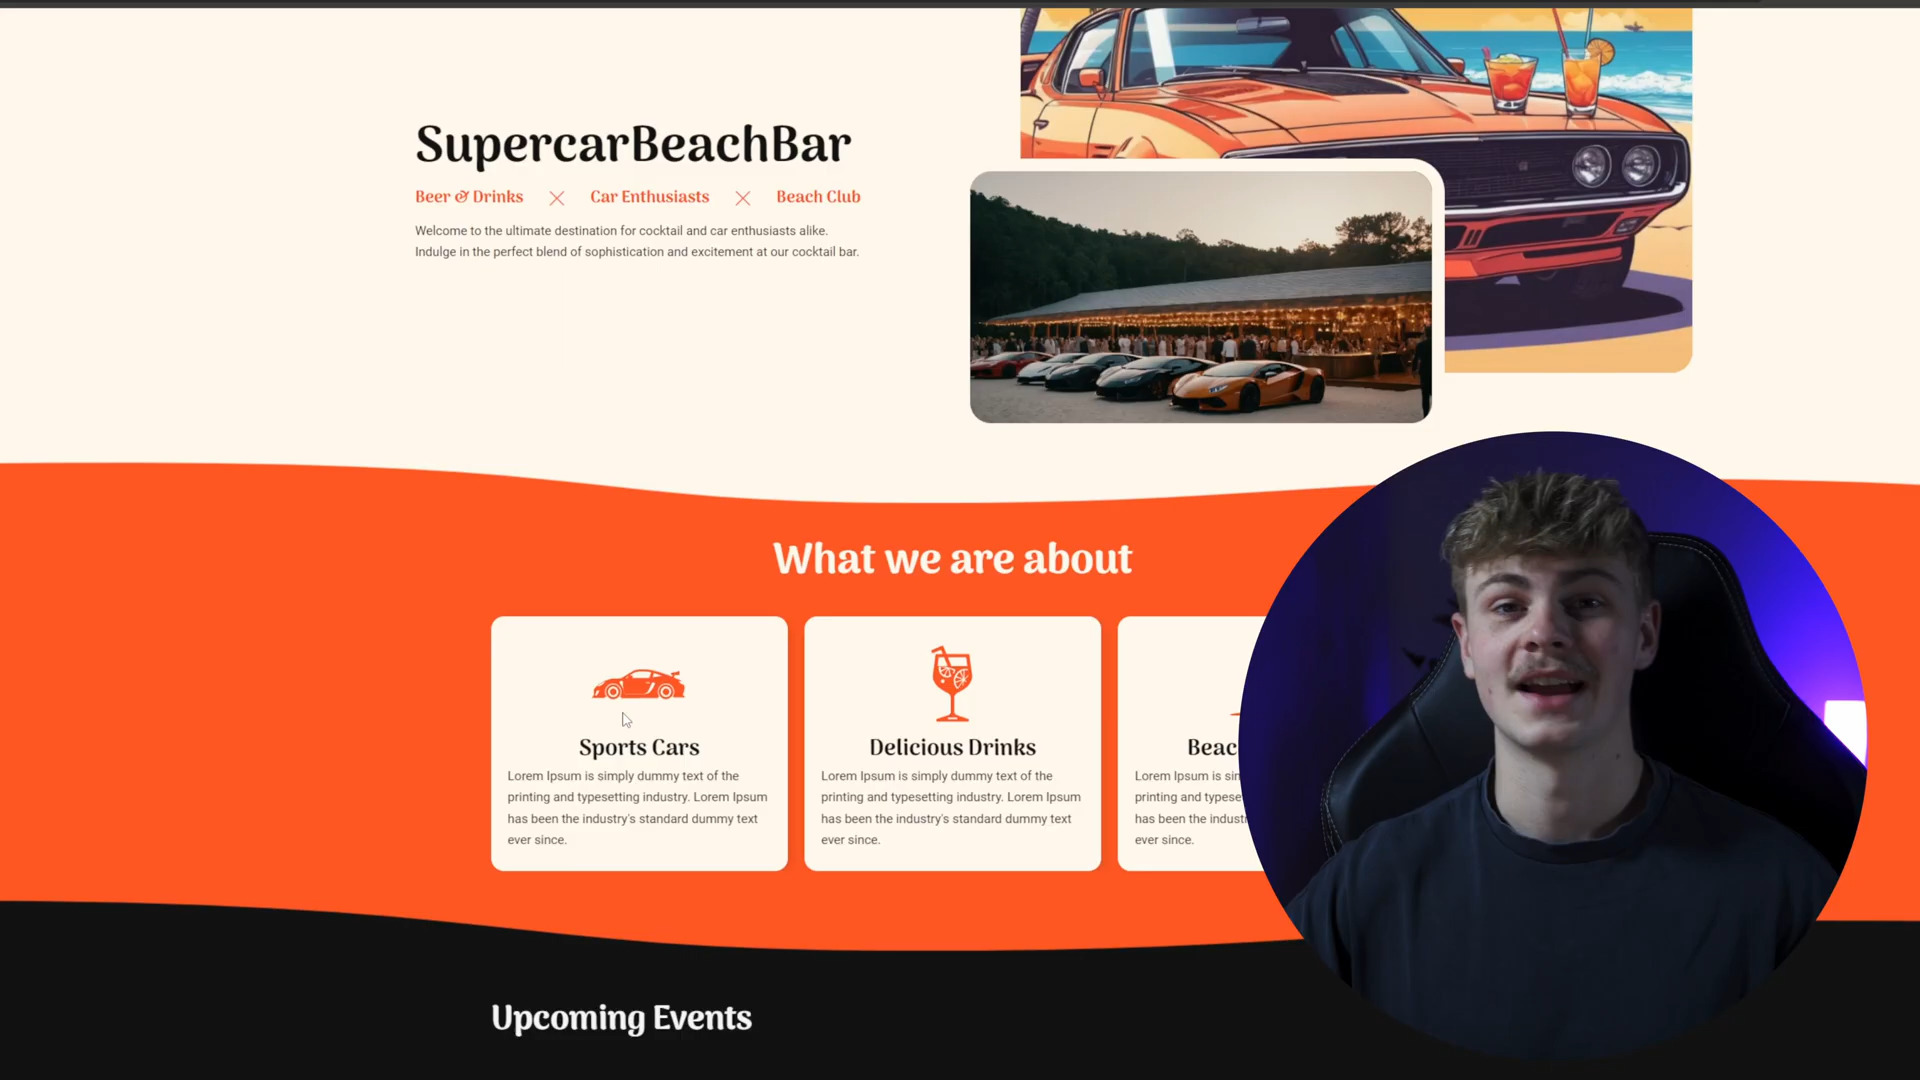 SupercarBeachBar
Beer & Drinks
Car Enthusiasts
Beach Club
Welcome to the ultimate destination for cocktail and car enthusiasts alike.
Indulge in the perfect blend of sophistication and excitement at our cocktail bar.
What we are about
Sports Cars
Lorem Ipsum is simply dummy text of the
printing and typesetting industry. Lorem Ipsum
has been the industry's standard dummy text
ever since.
Delicious Drinks
Lorem Ipsum is simply dummy text of the
printing and typesetting industry. Lorem Ipsum
has been the industry's standard dummy text
ever since.
Beac
Lorem Ipsum is sim
printing and typese
has been the indust
ever since.
Upcoming Events